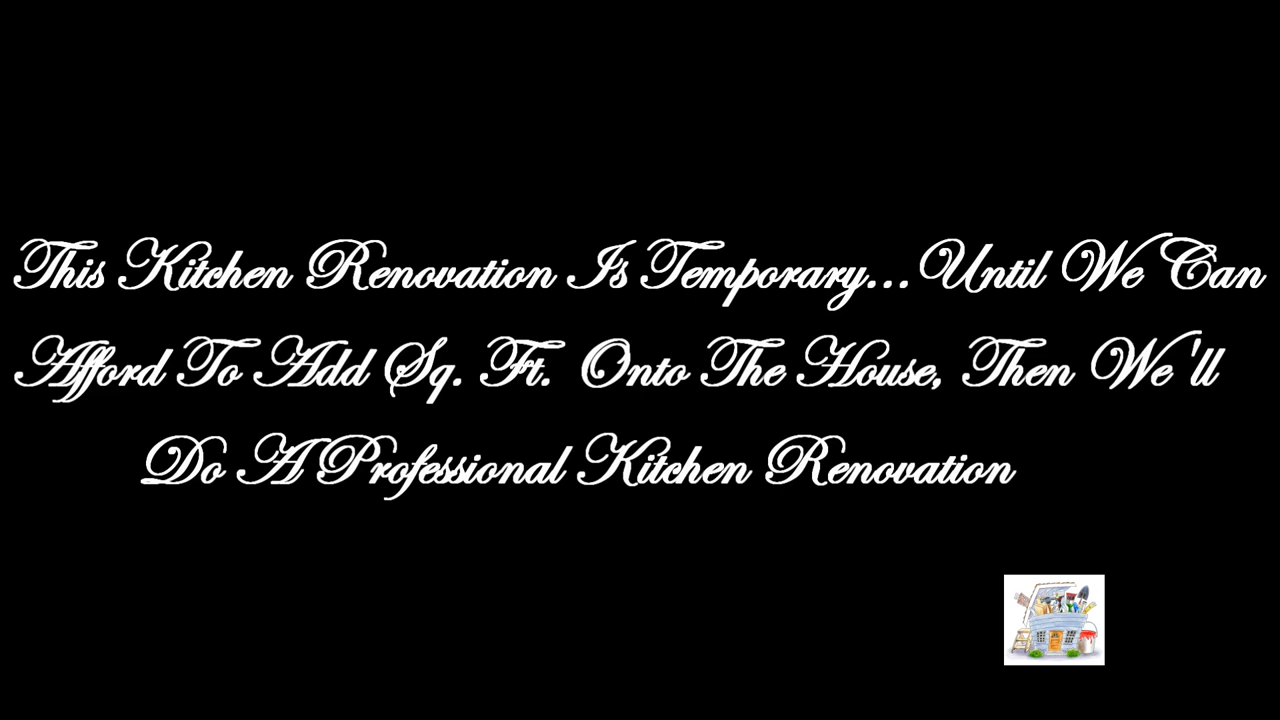 This Kitchen Renovation Is Temporary...Until We Can
Afford To Add Sq. Ft. Onto The House, Then We'll
Do A Professional Kitchen Renovation